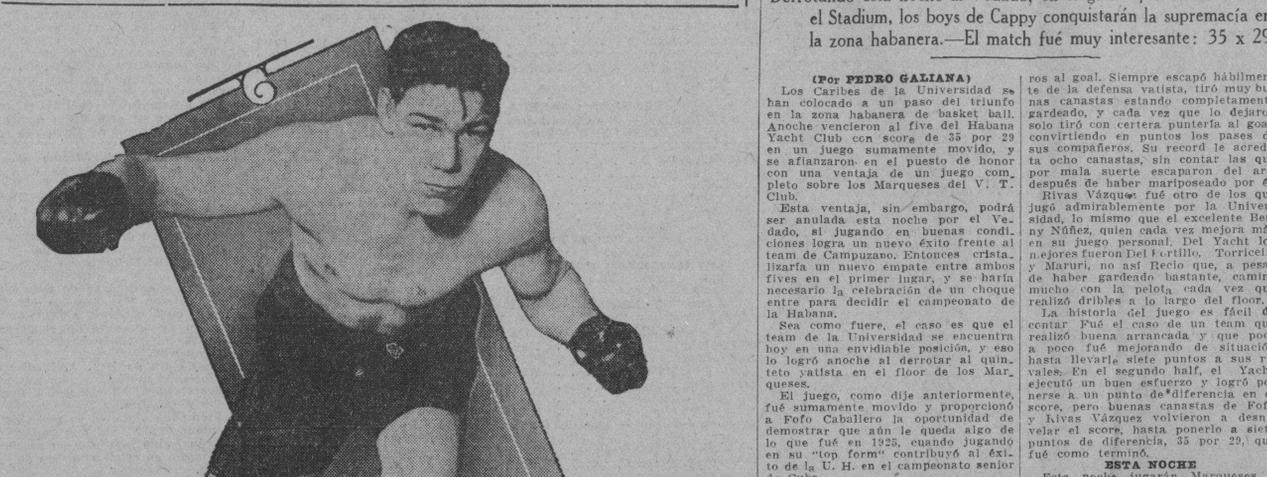 el Stadium, los boys de Cappy conquistarán la supremacía en
la zona habanera.—El match fué muy interesante: 35 x 29
(Por PEDRO GALIANA)
Los Caribes de la Universidad se
han colocado a un paso del triunfo
en la zona habanera de basket ball.
Anoche vencieron al five del Habana
Yacht Club con score de 35 por 29
en un juego sumamente movido, y
se afianzaron en el puesto de honor
con una ventaja de un juego com_
pleto sobre los Marqueses del V. T.
Club.
Esta ventaja, sin embargo, podrá
ser anulada esta noche por el Ve_
dado, si jugando en buenas condi_
ciones logra un nuevo éxito frente al
team de Campuzano. Entonces crista_
lizaría un nuevo empate entre ambos
fives en el primer lugar, y se haría
necesario la celebración de un choque
entre para decidir el campeonato de
la Habana.
Sea como fuere, el caso es que el
team de la Universidad se encuentra
hoy en una envidiable posición, y eso
lo logró anoche al derrotar al quin_
teto yatista en el floor de los Mar_
queses.
El juego, como dije anteriormente,
fué sumamente movido y proporcionó
a Fofo Caballero la oportunidad de
demostrar que aún le queda algo de
lo que fué en 1925, cuando jugando
en su "top form" contribuyó al éxi_
to de la U. H. en el campeonato senior
ros al goal. Siempre escapó hábilmen
te de la defensa yatista, tiró muy bu
nas canastas estando completament
gardeado, y cada vez que lo dejaro
solo tiró con certera puntería al goa
convirtiendo en puntos los pases d
sus compañeros. Su record le acred
ta ocho canastas, sin contar las qu
por mala suerte escaparon del ar
después de haber mariposeado por é
Rivas Vázquez fué otro de los qu
jugó admirablemente por la Univer
sidad, lo mismo que el excelente Be
ny Núñez, quien cada vez mejora má
en su juego personal. Del Yacht lo
mejores fueron Del Portillo, Torricel
y Maruri, no así Recio que, a pesa
de haber gardeado bastante, camin
mucho con la pelota cada vez qu
realizó dribles a lo largo del floor.
La historia del juego es fácil d
contar Fué el caso de un team qu
realizó buena arrancada y que poc
a poco fué mejorando de situació
hasta llevarle siete puntos a sus r
vales. En el segundo half, el Yach
ejecutó un buen esfuerzo y logró po
nerse a un punto de diferencia en e
score, pero buenas canastas de Fof
y Rivas Vázquez volvieron a desn
velar el score, hasta ponerlo a siet
puntos de diferencia, 35 por 29, qu
fué como terminó.
ESTA NOCHE